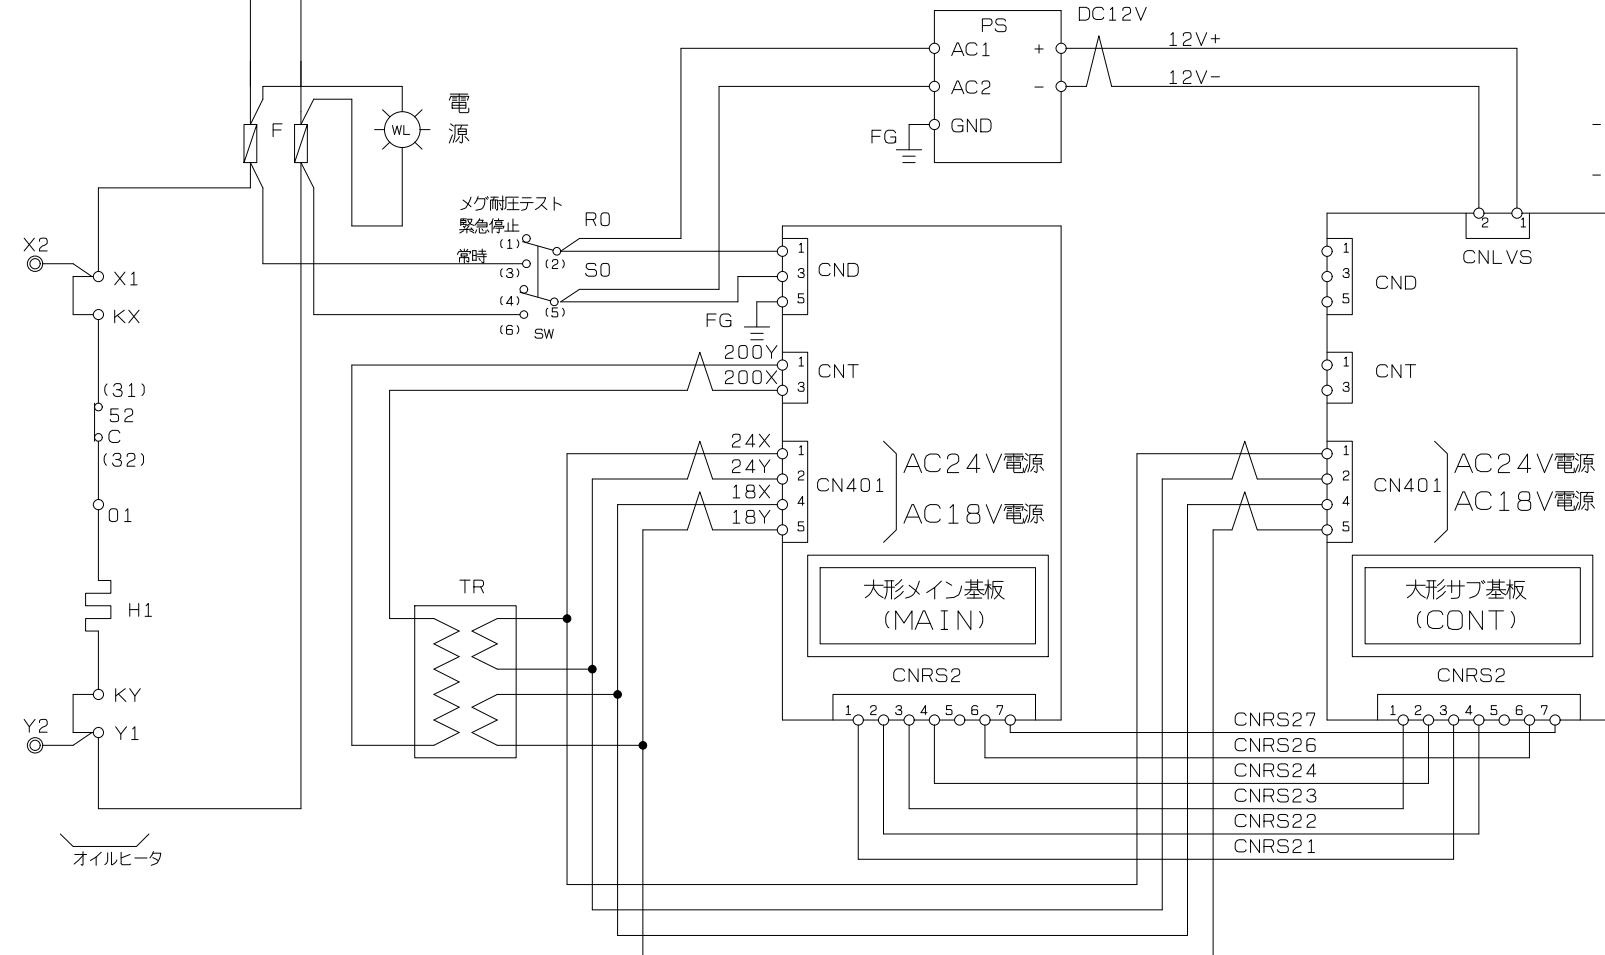 PS
DC12V
AC1
+
12V+
AC2
-
12V-
GND
FG
電
源
F
WL
メグ耐圧テスト
緊急停止
(1)
常時
(3)
(2)
(4)
(5)
(6)
SW
R0
S0
X2
X1
KX
(31)
52
C
(32)
01
H1
KY
Y2
Y1
オイルヒータ
FG
200Y
200X
24X
24Y
18X
18Y
TR
1
3
5
CND
1
3
CNT
1
2
4
5
CN401
AC24V電源
AC18V電源
大形メイン基板
(MAIN)
CNRS2
1 2 3 4 5 6 7
2 1
CNLVS
1
3
5
CND
1
3
CNT
1
2
4
5
CN401
AC24V電源
AC18V電源
大形サブ基板
(CONT)
CNRS2
1 2 3 4 5 6 7
CNRS27
CNRS26
CNRS24
CNRS23
CNRS22
CNRS21